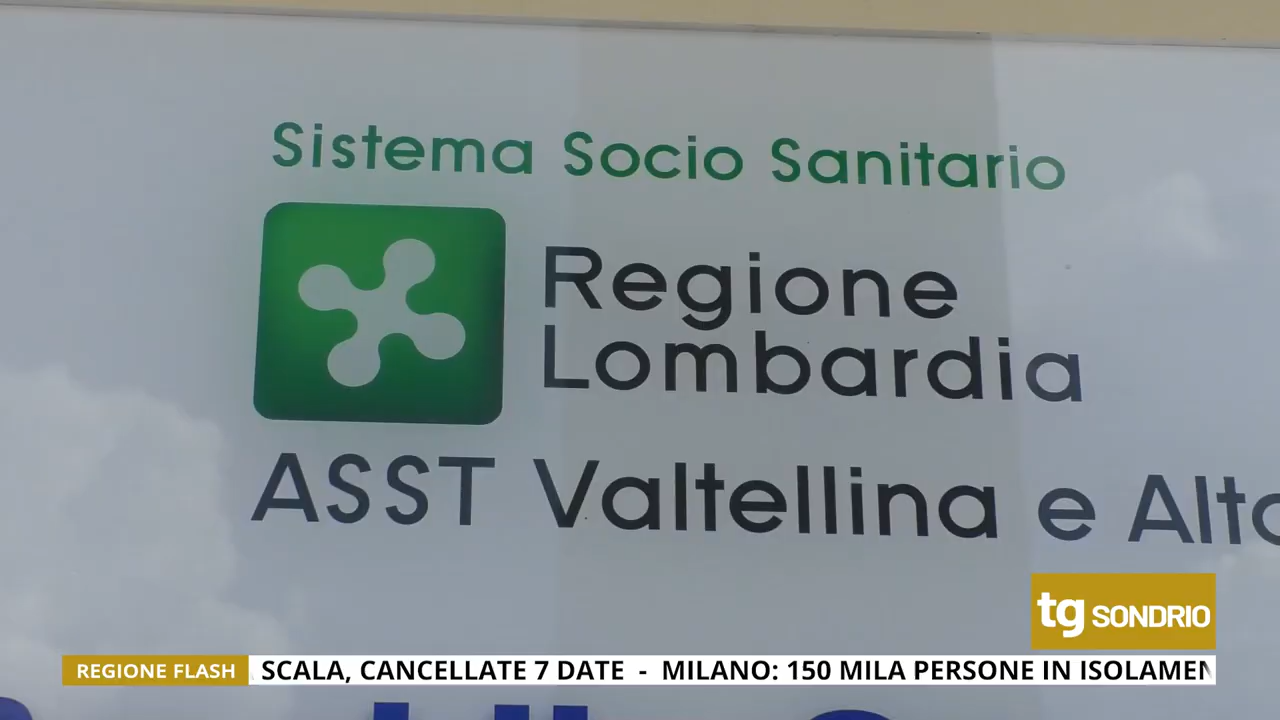 Sistema Socio Sanitario
Regione
Lombardia
ASST Valtellina e Alto
tg SONDRIO
REGIONE FLASH SCALA, CANCELLATE 7 DATE - MILANO: 150 MILA PERSONE IN ISOLAMEN